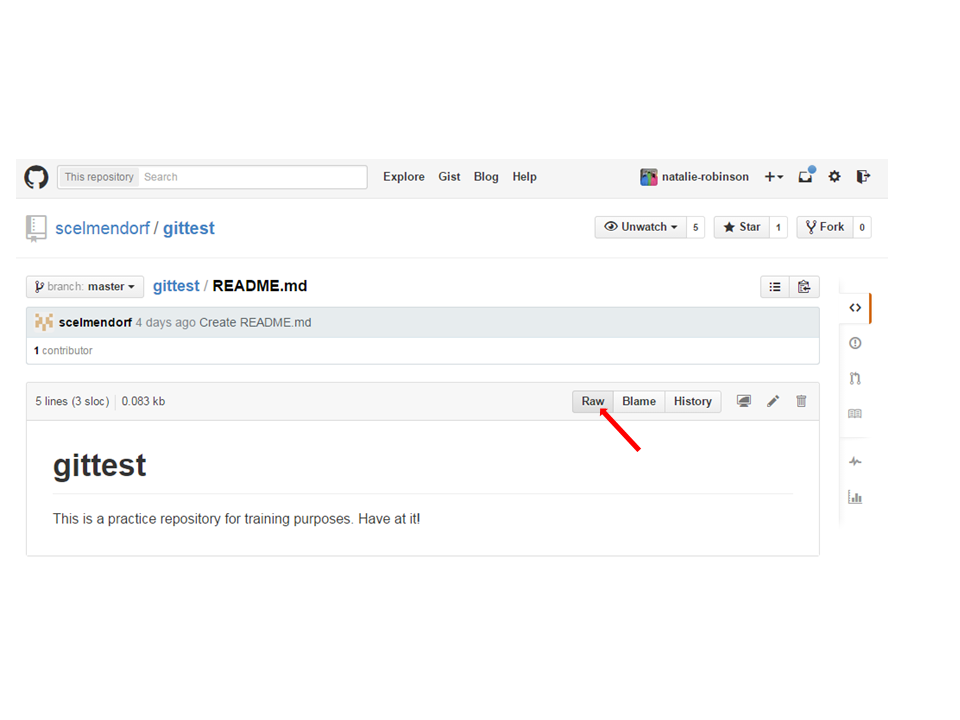 This repository Search Explore Gist Blog Help natalie-robinson
scelmendorf / gittest Unwatch 5 Star 1 Fork 0
branch: master gittest / README.md
scelmendorf 4 days ago Create README.md
1 contributor
5 lines (3 sloc) 0.083 kb Raw Blame History
gittest
This is a practice repository for training purposes. Have at it!